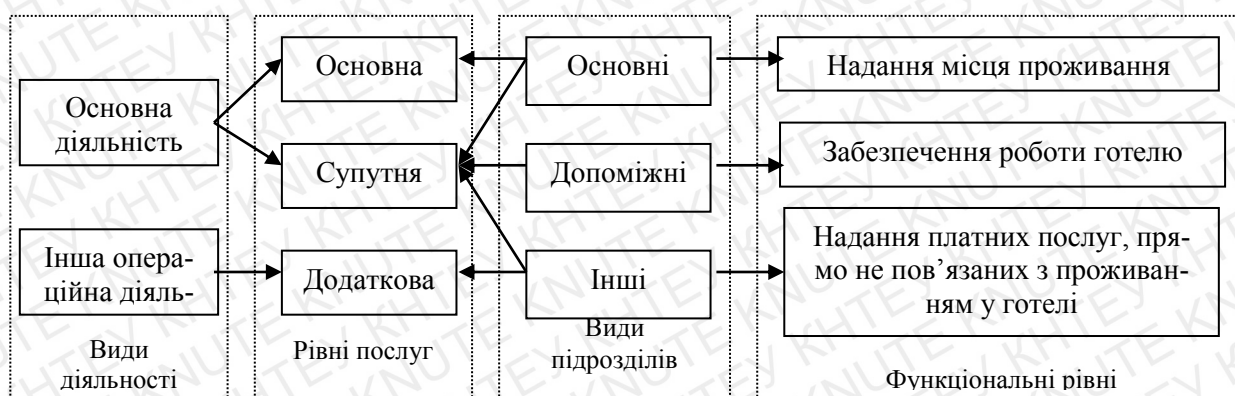 Основна
діяльність
Інша опера-
ційна діяль-
Види
діяльності
Основна
Супутня
Додаткова
Рівні послуг
Основні
Допоміжні
Інші
Види
підрозділів
Надання місця проживання
Забезпечення роботи готелю
Надання платних послуг, пря-
мо не пов’язаних з проживан-
ням у готелі
Функціональні рівні